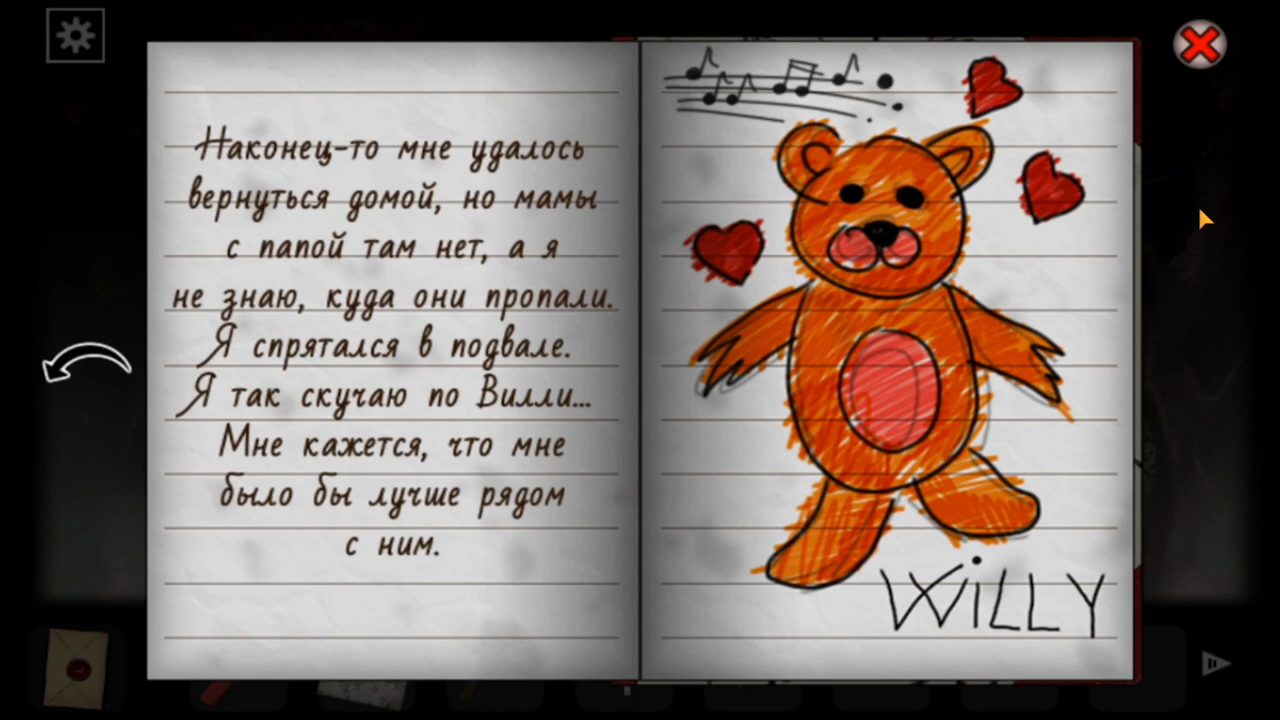 Наконец-то мне удалось
вернуться домой, но мамы
с папой там нет, а я
не знаю, куда они пропали.
Я спрятался в подвале.
Я так скучаю по Вилли...
Мне кажется, что мне
было бы лучше рядом
с ним.
WiLLY